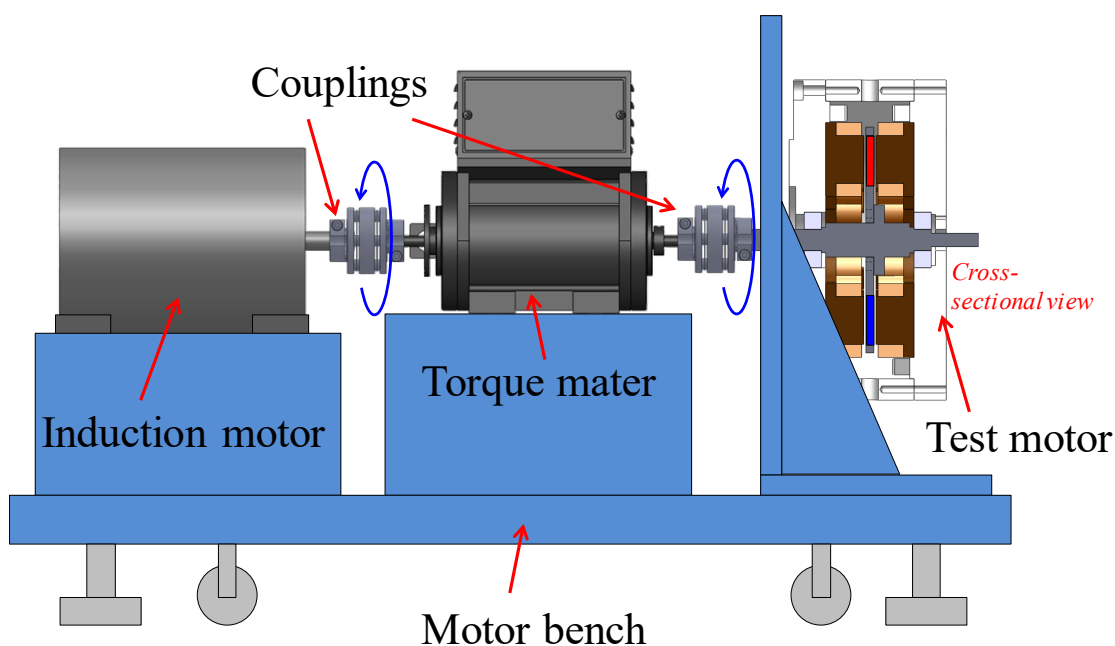 Couplings
Cross-
sectional view
Torque mater
Induction motor
Test motor
Motor bench